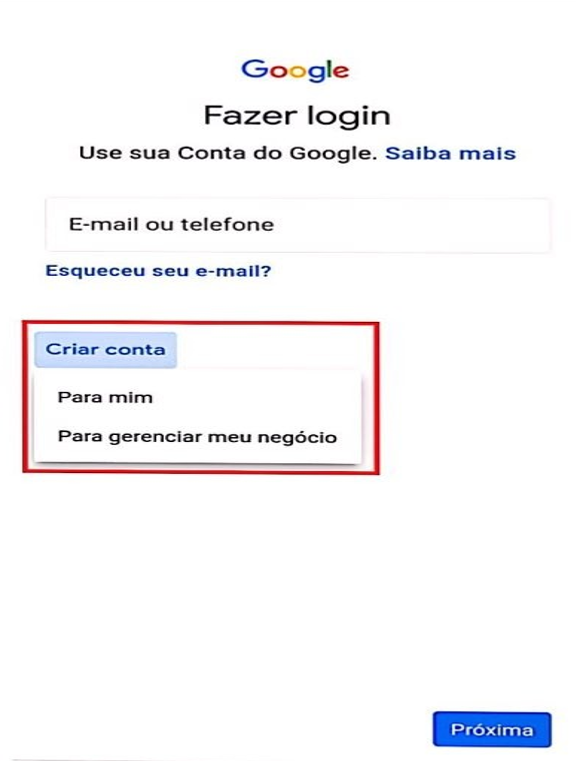 Google
Fazer login
Use sua Conta do Google. Saiba mais
E-mail ou telefone
Esqueceu seu e-mail?
Criar conta
Para mim
Para gerenciar meu negócio
Próxima